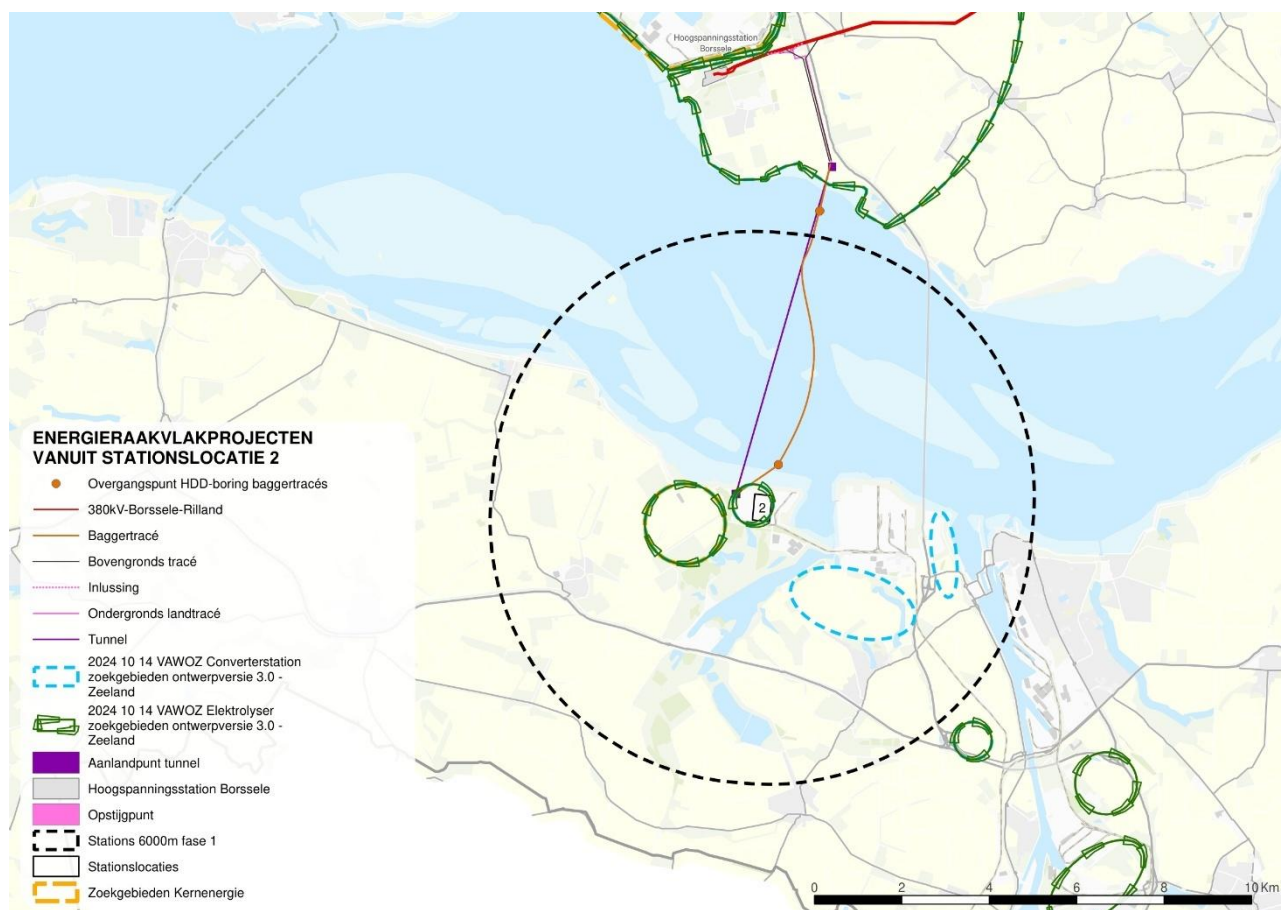 Hoogspanningsstation
Borssele
2
ENERGIERAAKVLAKPROJECTEN
VANUIT STATIONSLOCATIE 2
Overgangspunt HDD-boring baggertracés
380kV-Borssele-Rilland
Baggertracé
Bovengronds tracé
Inlussing
Ondergronds landtracé
Tunnel
2024 10 14 VAWOZ Converterstation
zoekgebieden ontwerpversie 3.0 -
Zeeland
2024 10 14 VAWOZ Elektrolyser
zoekgebieden ontwerpversie 3.0 -
Zeeland
Aanlandpunt tunnel
Hoogspanningsstation Borssele
Opstijgpunt
Stations 6000m fase 1
Stationslocaties
Zoekgebieden Kernenergie
0 2 4 6 8 10 Km